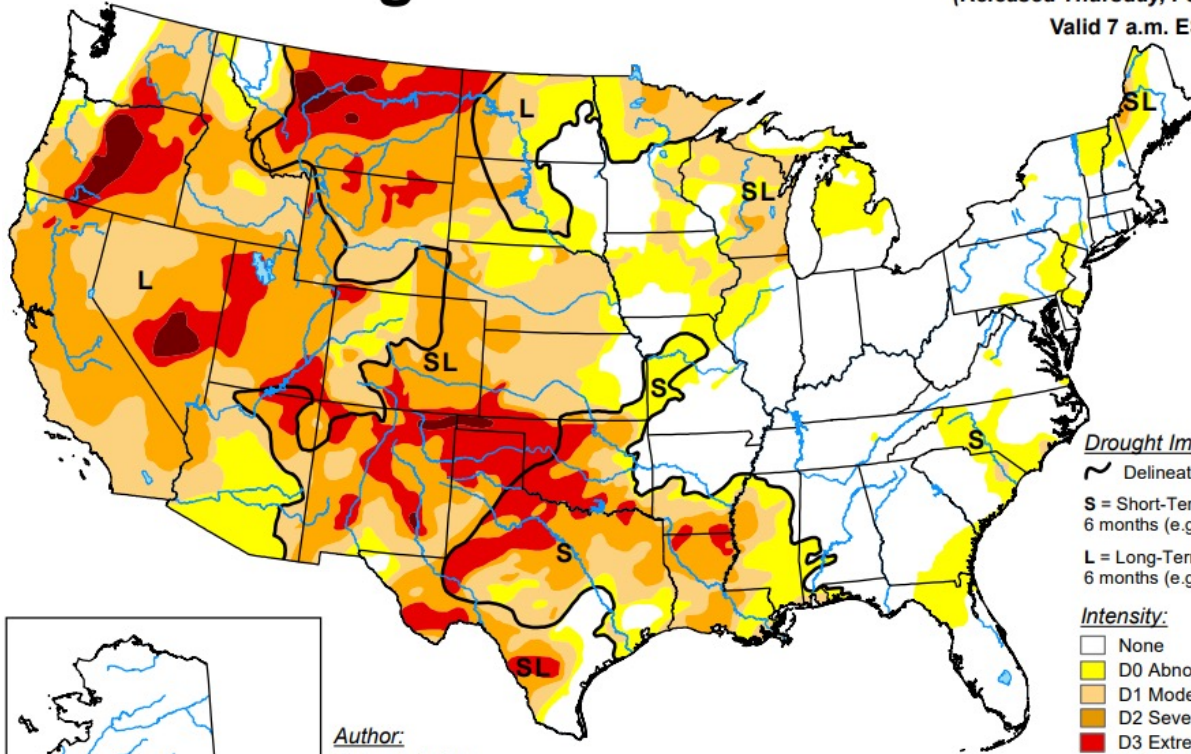 Valid 7 a.m. E
L
L
SL
SL
SL
S
S
S
SL
Drought Im
Delineat
S = Short-Ter
6 months (e.g
L = Long-Ter
6 months (e.g
Intensity:
None
D0 Abno
D1 Mode
D2 Seve
D3 Extre
Author: